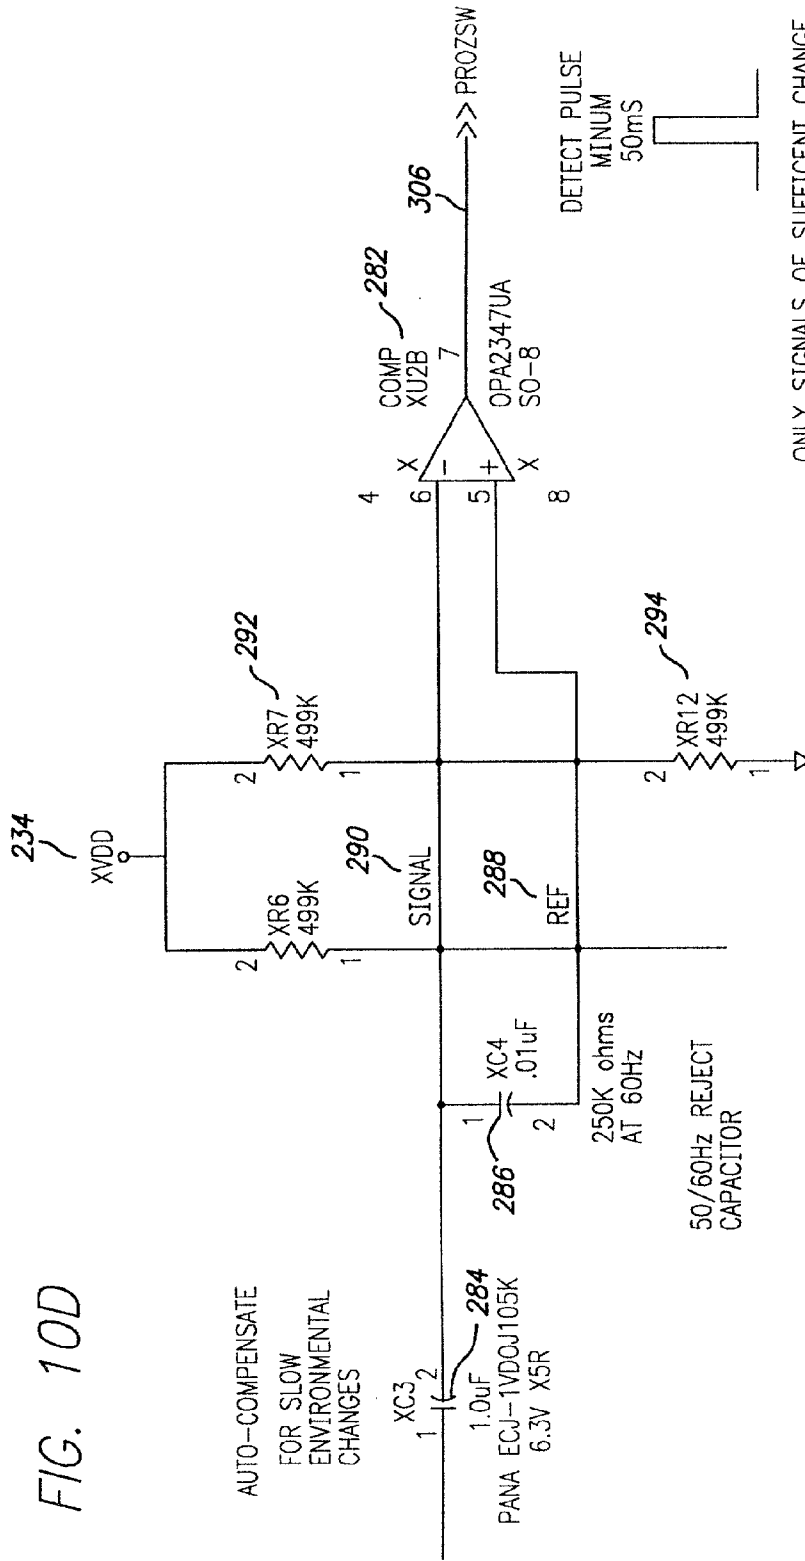 FIG. 10D
AUTO-COMPENSATE
FOR SLOW
ENVIRONMENTAL
CHANGES
XC3
1
2
284
1.0uF
PANA ECJ-1VDOJ105K
6.3V X5R
234
XVDD
2
XR6
499K
1
2
XR7
499K
1
292
290
SIGNAL
288
REF
1
XC4
.01uF
2
286
250K ohms
AT 60Hz
50/60Hz REJECT
CAPACITOR
2
XR12
499K
1
294
4
X
6
-
5
+
X
8
COMP
XU2B
282
7
OPA2347UA
SO-8
306
PROZSW
DETECT PULSE
MINUM
50mS
ONLY SIGNALS OF SUFFICENT CHANGE